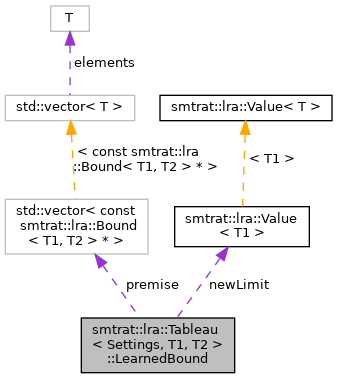 T
elements
std::vector< T >
smtrat::lra::Value< T >
< const smtrat::lra
::Bound< T1, T2 > * >
< T1 >
std::vector< const
smtrat::lra::Bound
< T1, T2 > * >
smtrat::lra::Value
< T1 >
premise
newLimit
smtrat::lra::Tableau
< Settings, T1, T2 >
::LearnedBound